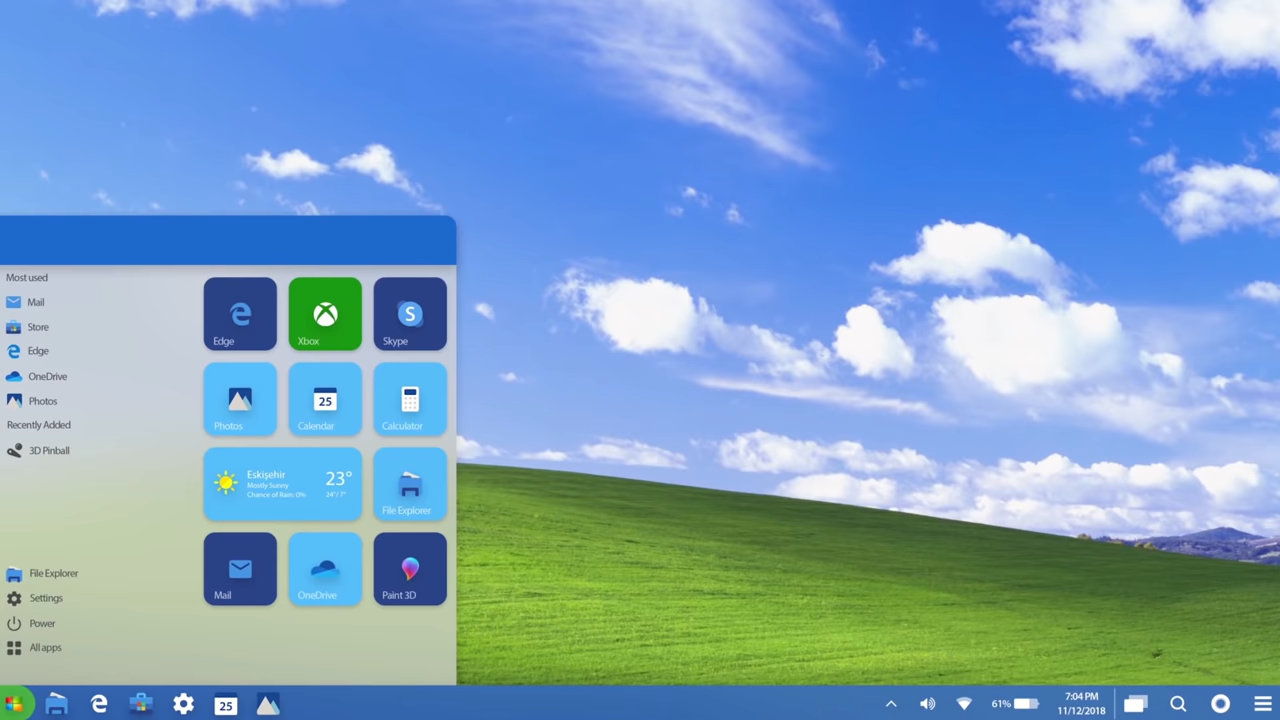 Most used
Mail
Store
Edge
OneDrive
Photos
Recently Added
3D Pinball
File Explorer
Settings
Power
All apps
Edge
Xbox
S
Skype
Photos
25
Calendar
Calculator
Eskişehir
Mostly Sunny
Chance of Rain: 0%
23°
24°/ 7°
File Explorer
Mail
OneDrive
Paint 3D
25
61%
7:04 PM
11/12/2018